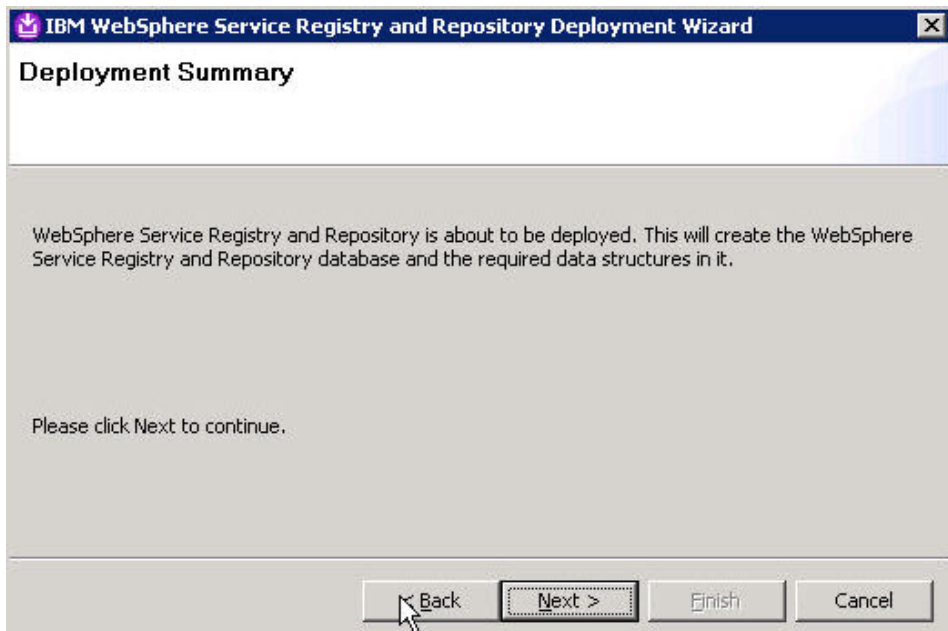 IBM WebSphere Service Registry and Repository Deployment Wizard
Deployment Summary
WebSphere Service Registry and Repository is about to be deployed. This will create the WebSphere
Service Registry and Repository database and the required data structures in it.
Please click Next to continue.
< Back
Next >
Finish
Cancel